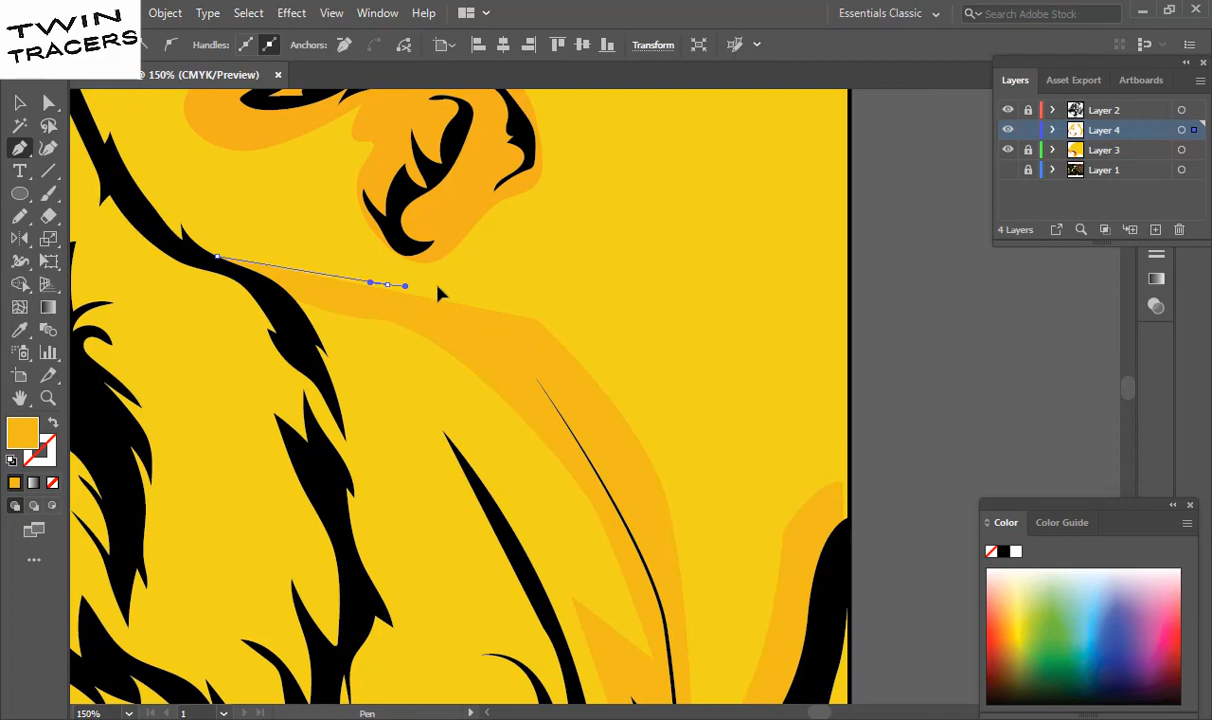 Object Type Select Effect View Window Help Essentials Classic Search Adobe Stock
TWIN
TRACERS
Handles: Anchors: Transform
@ 150% (CMYK/Preview) ×
Layers Asset Export Artboards
Layer 2
Layer 4
Layer 3
Layer 1
4 Layers
Color Color Guide
150% 1 Pen